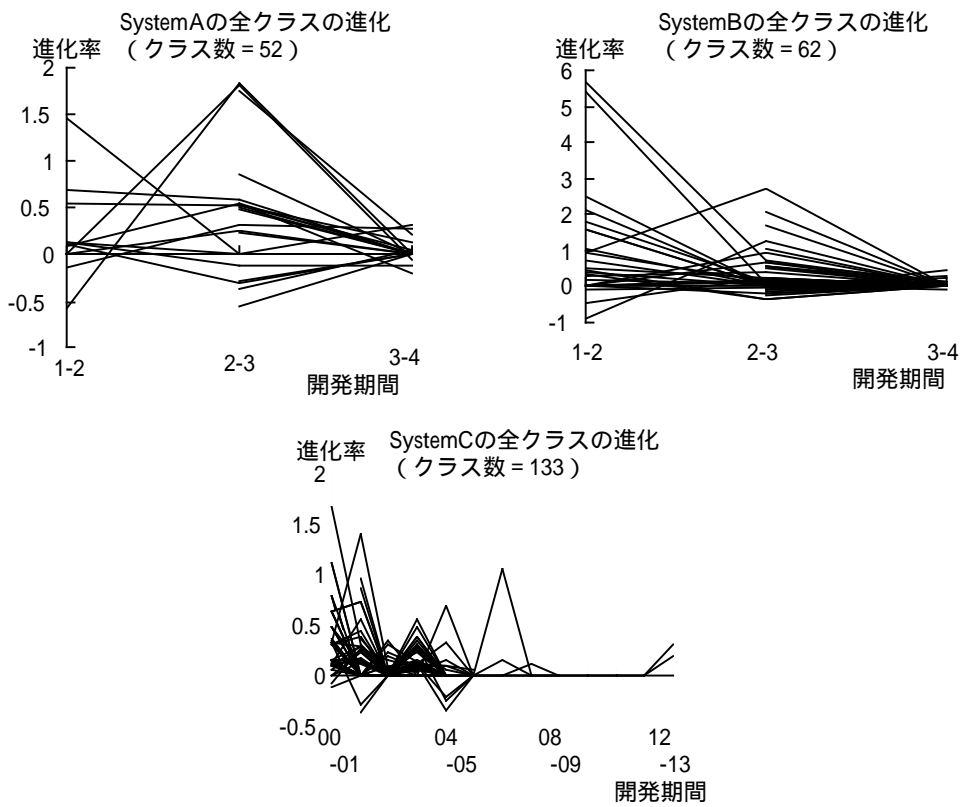 SystemAの全クラスの進化
進化率 （クラス数 = 52）
2
1.5
1
0.5
0
-0.5
-1
1-2
2-3
3-4
開発期間
SystemBの全クラスの進化
進化率 （クラス数 = 62）
6
5
4
3
2
1
0
-1
1-2
2-3
3-4
開発期間
SystemCの全クラスの進化
進化率 （クラス数 = 133）
2
1.5
1
0.5
0
-0.5
00 04 08 12
-01 -05 -09 -13
開発期間